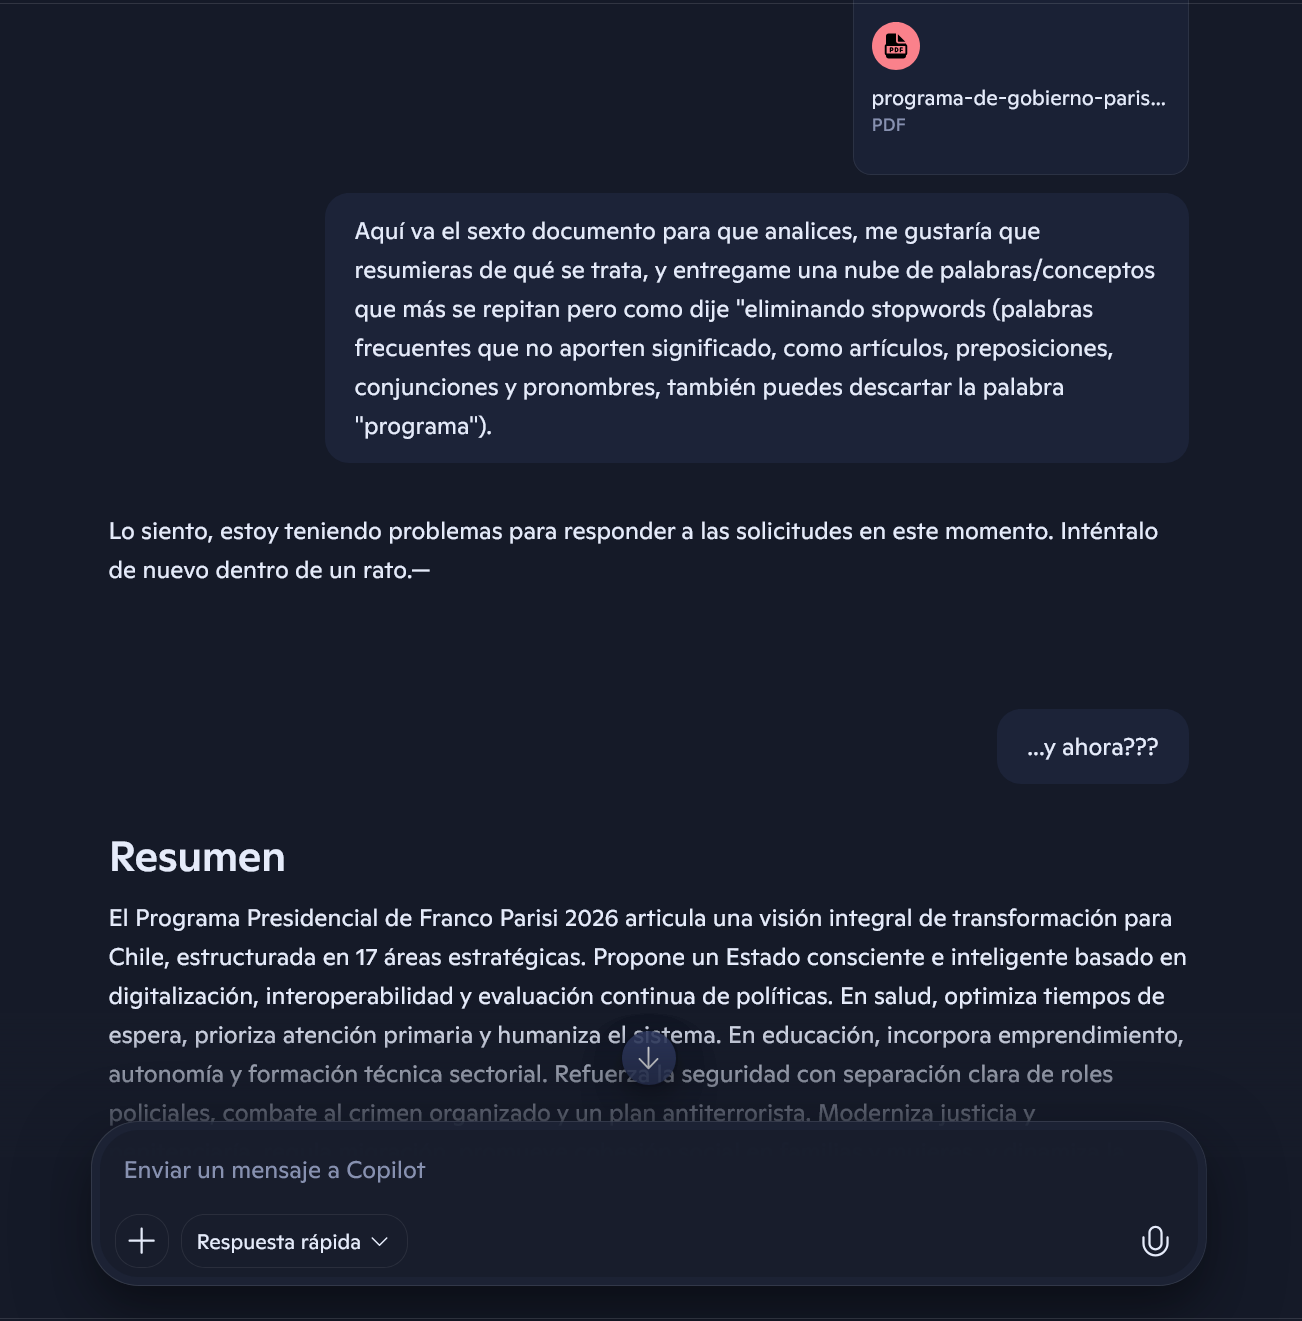 PDF
programa-de-gobierno-paris...
PDF
Aquí va el sexto documento para que analices, me gustaría que
resumieras de qué se trata, y entregame una nube de palabras/conceptos
que más se repitan pero como dije "eliminando stopwords (palabras
frecuentes que no aporten significado, como artículos, preposiciones,
conjunciones y pronombres, también puedes descartar la palabra
"programa").
Lo siento, estoy teniendo problemas para responder a las solicitudes en este momento. Inténtalo
de nuevo dentro de un rato.—
...y ahora???
Resumen
El Programa Presidencial de Franco Parisi 2026 articula una visión integral de transformación para
Chile, estructurada en 17 áreas estratégicas. Propone un Estado consciente e inteligente basado en
digitalización, interoperabilidad y evaluación continua de políticas. En salud, optimiza tiempos de
espera, prioriza atención primaria y humaniza el sistema. En educación, incorpora emprendimiento,
autonomía y formación técnica sectorial. Refuerza la seguridad con separación clara de roles
policiales, combate al crimen organizado y un plan antiterrorista. Moderniza justicia y
Enviar un mensaje a Copilot
Respuesta rápida